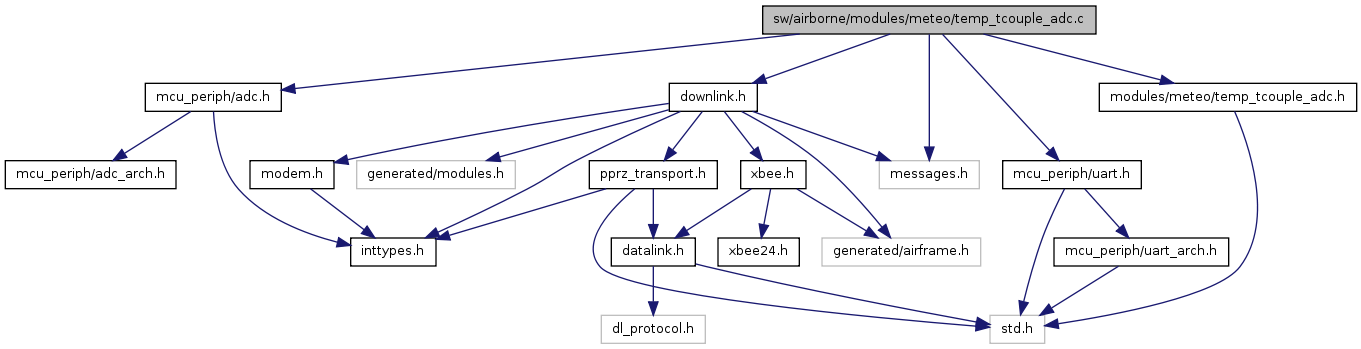 sw/airborne/modules/meteo/temp_tcouple_adc.c
mcu_periph/adc.h
downlink.h
modules/meteo/temp_tcouple_adc.h
mcu_periph/adc_arch.h
modem.h
generated/modules.h
pprz_transport.h
xbee.h
messages.h
mcu_periph/uart.h
inttypes.h
datalink.h
xbee24.h
generated/airframe.h
mcu_periph/uart_arch.h
dl_protocol.h
std.h